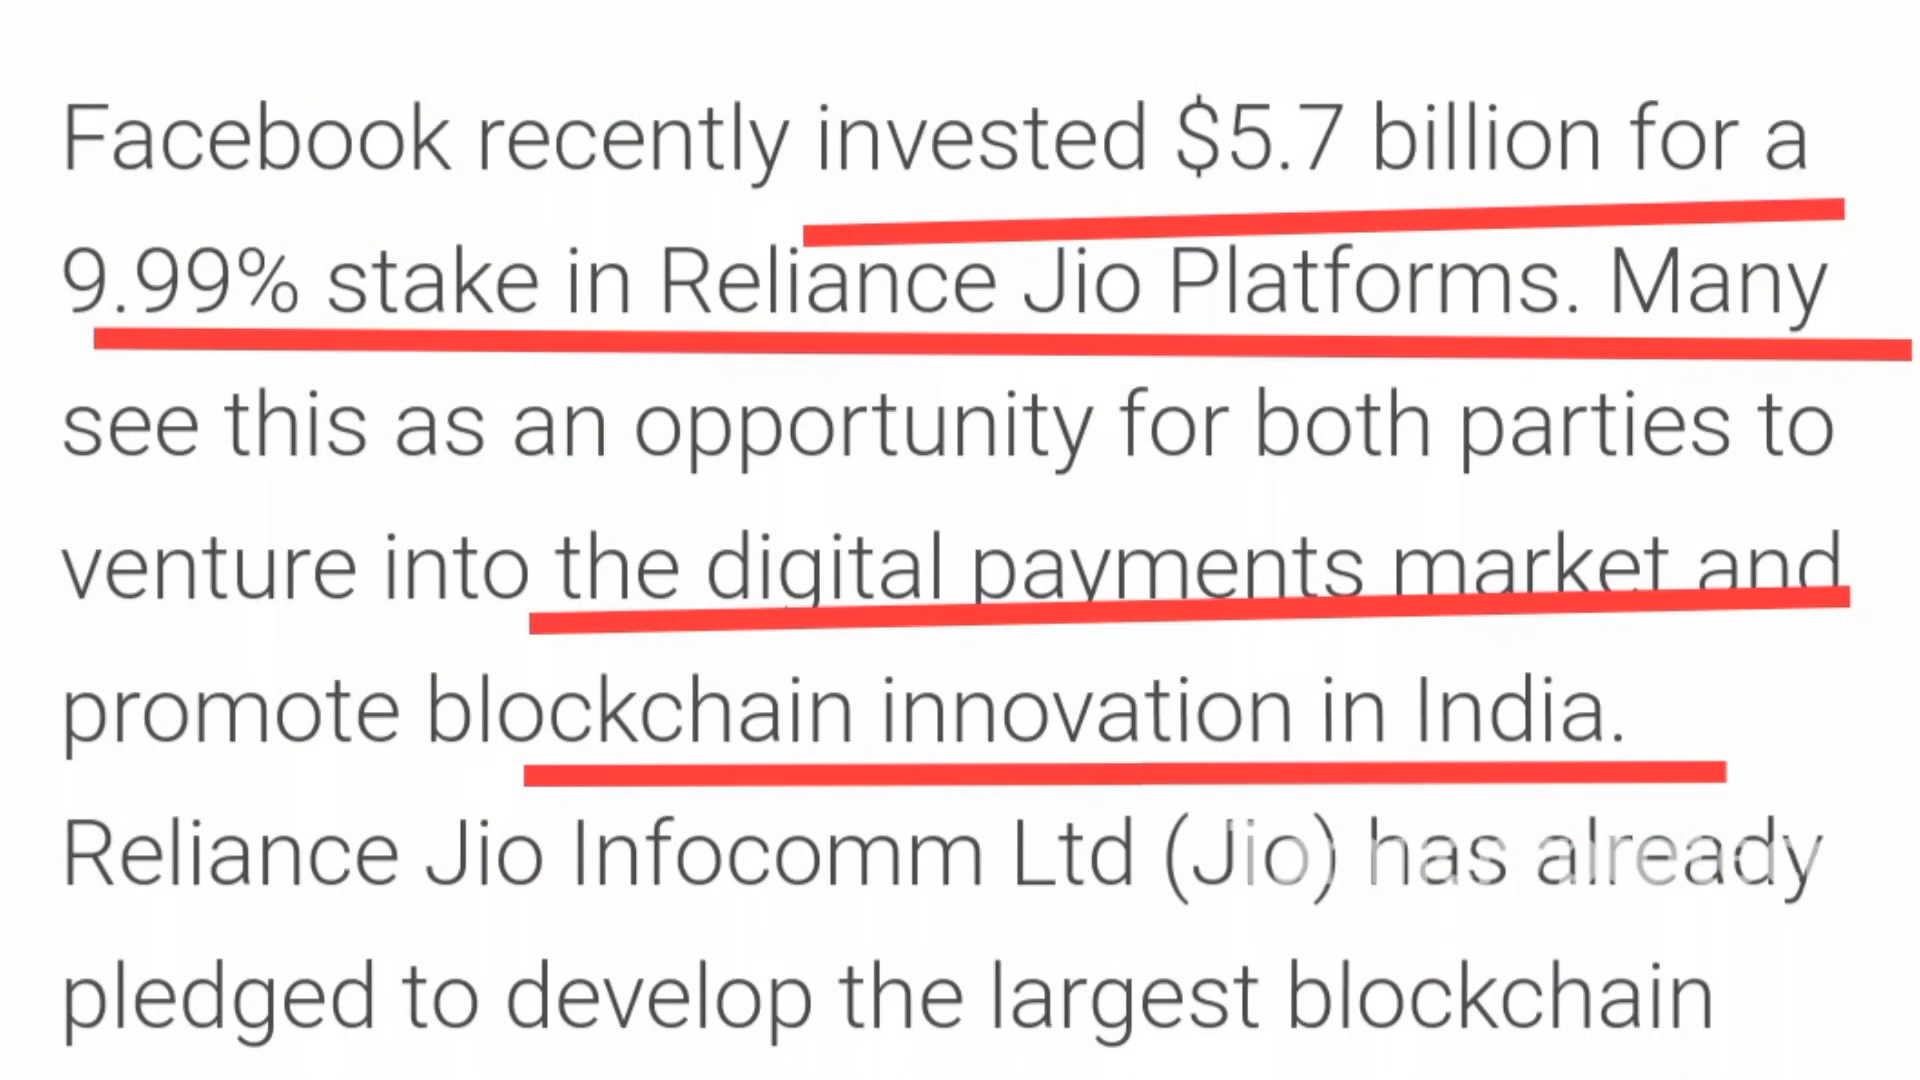 Facebook recently invested $5.7 billion for a
9.99% stake in Reliance Jio Platforms. Many
see this as an opportunity for both parties to
venture into the digital payments market and
promote blockchain innovation in India.
Reliance Jio Infocomm Ltd (Jio) has already
pledged to develop the largest blockchain